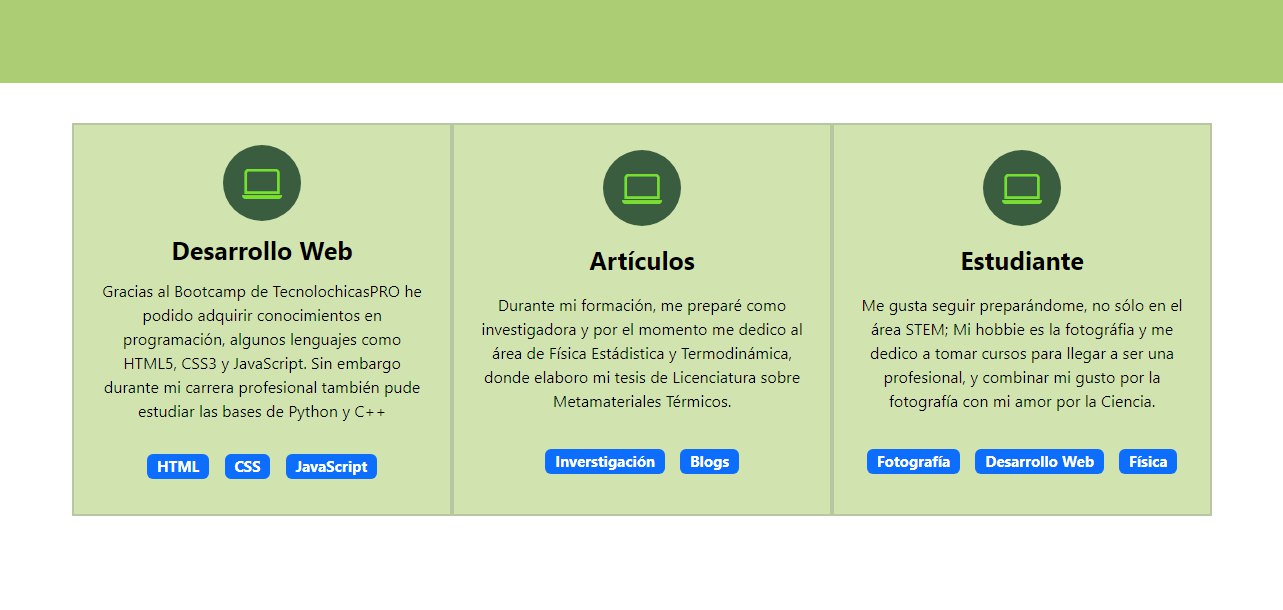 Desarrollo Web
Gracias al Bootcamp de TecnolochicasPRO he
podido adquirir conocimientos en
programación, algunos lenguajes como
HTML5, CSS3 y JavaScript. Sin embargo
durante mi carrera profesional también pude
estudiar las bases de Python y C++
HTML CSS JavaScript
Artículos
Durante mi formación, me preparé como
investigadora y por el momento me dedico al
área de Física Estádistica y Termodinámica,
donde elaboro mi tesis de Licenciatura sobre
Metamateriales Térmicos.
Inverstigación Blogs
Estudiante
Me gusta seguir preparándome, no sólo en el
área STEM; Mi hobbie es la fotográfia y me
dedico a tomar cursos para llegar a ser una
profesional, y combinar mi gusto por la
fotografía con mi amor por la Ciencia.
Fotografía Desarrollo Web Física